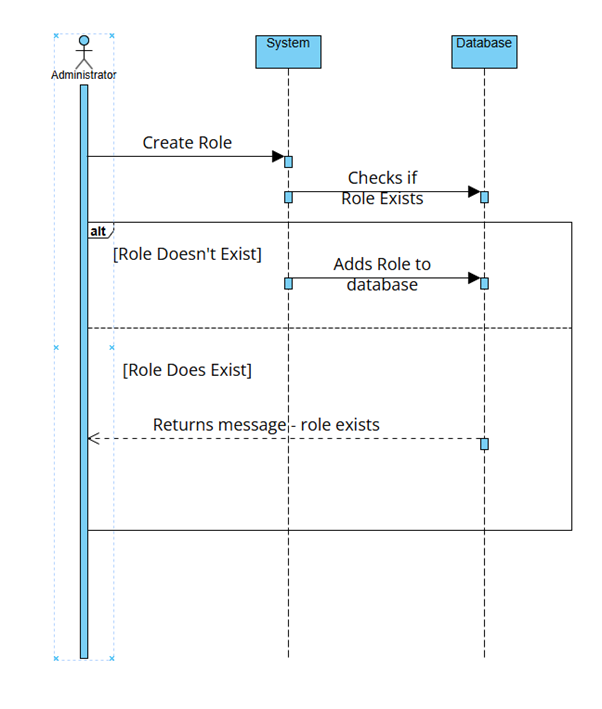 System
Database
Administrator
Create Role
Checks if
Role Exists
alt
[Role Doesn't Exist]
Adds Role to
database
[Role Does Exist]
Returns message - role exists